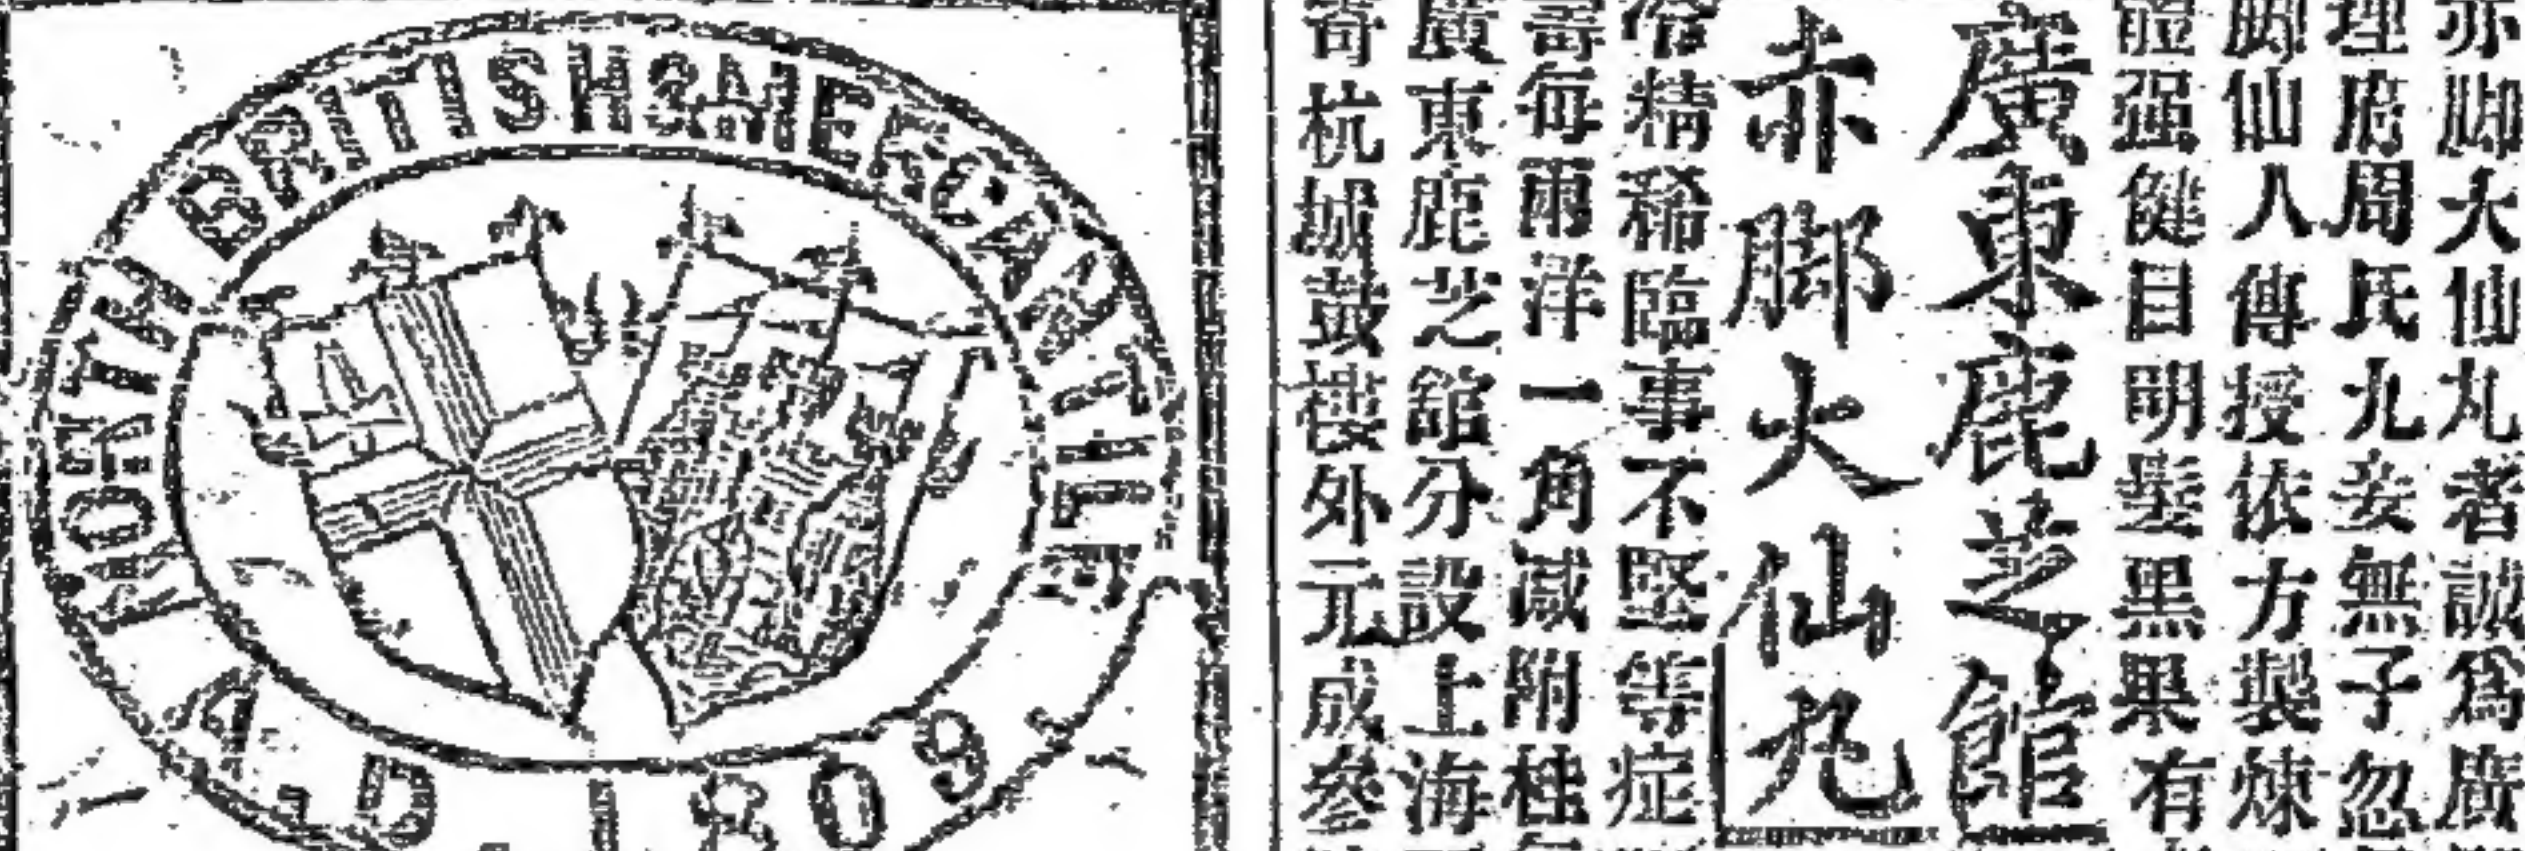 NORTH BRITISH & MERCANTILE
A.D. 1809
赤脚大仙丸者誠爲廣
理府周氏九妾無子忽
脚仙人傳授依方製煉
體强健目明髮黑果有
廣東鹿芝館
赤脚大仙丸
精稀臨事不堅等症
壽每兩洋一角減附桂
廣東鹿芝館分設上海
寄杭城鼓樓外元成參